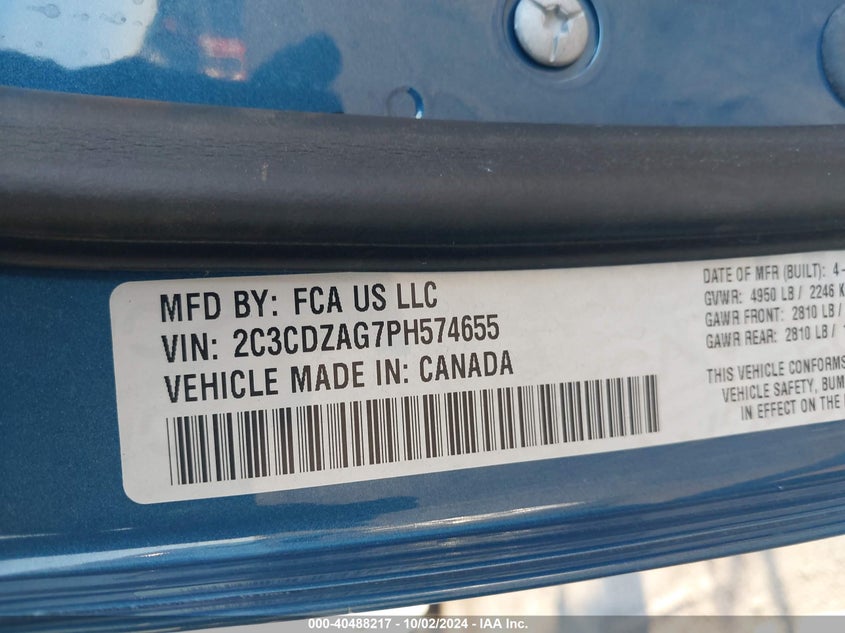 MFD BY: FCA US LLC
VIN: 2C3CDZAG7PH574655
VEHICLE MADE IN: CANADA
DATE OF MFR (BUILT): 4-
GVWR: 4950 LB / 2246 K
GAWR FRONT: 2810 LB /
GAWR REAR: 2810 LB /
THIS VEHICLE CONFORMS
VEHICLE SAFETY, BUM
IN EFFECT ON THE
000-40488217 - 10/02/2024 - IAA Inc.